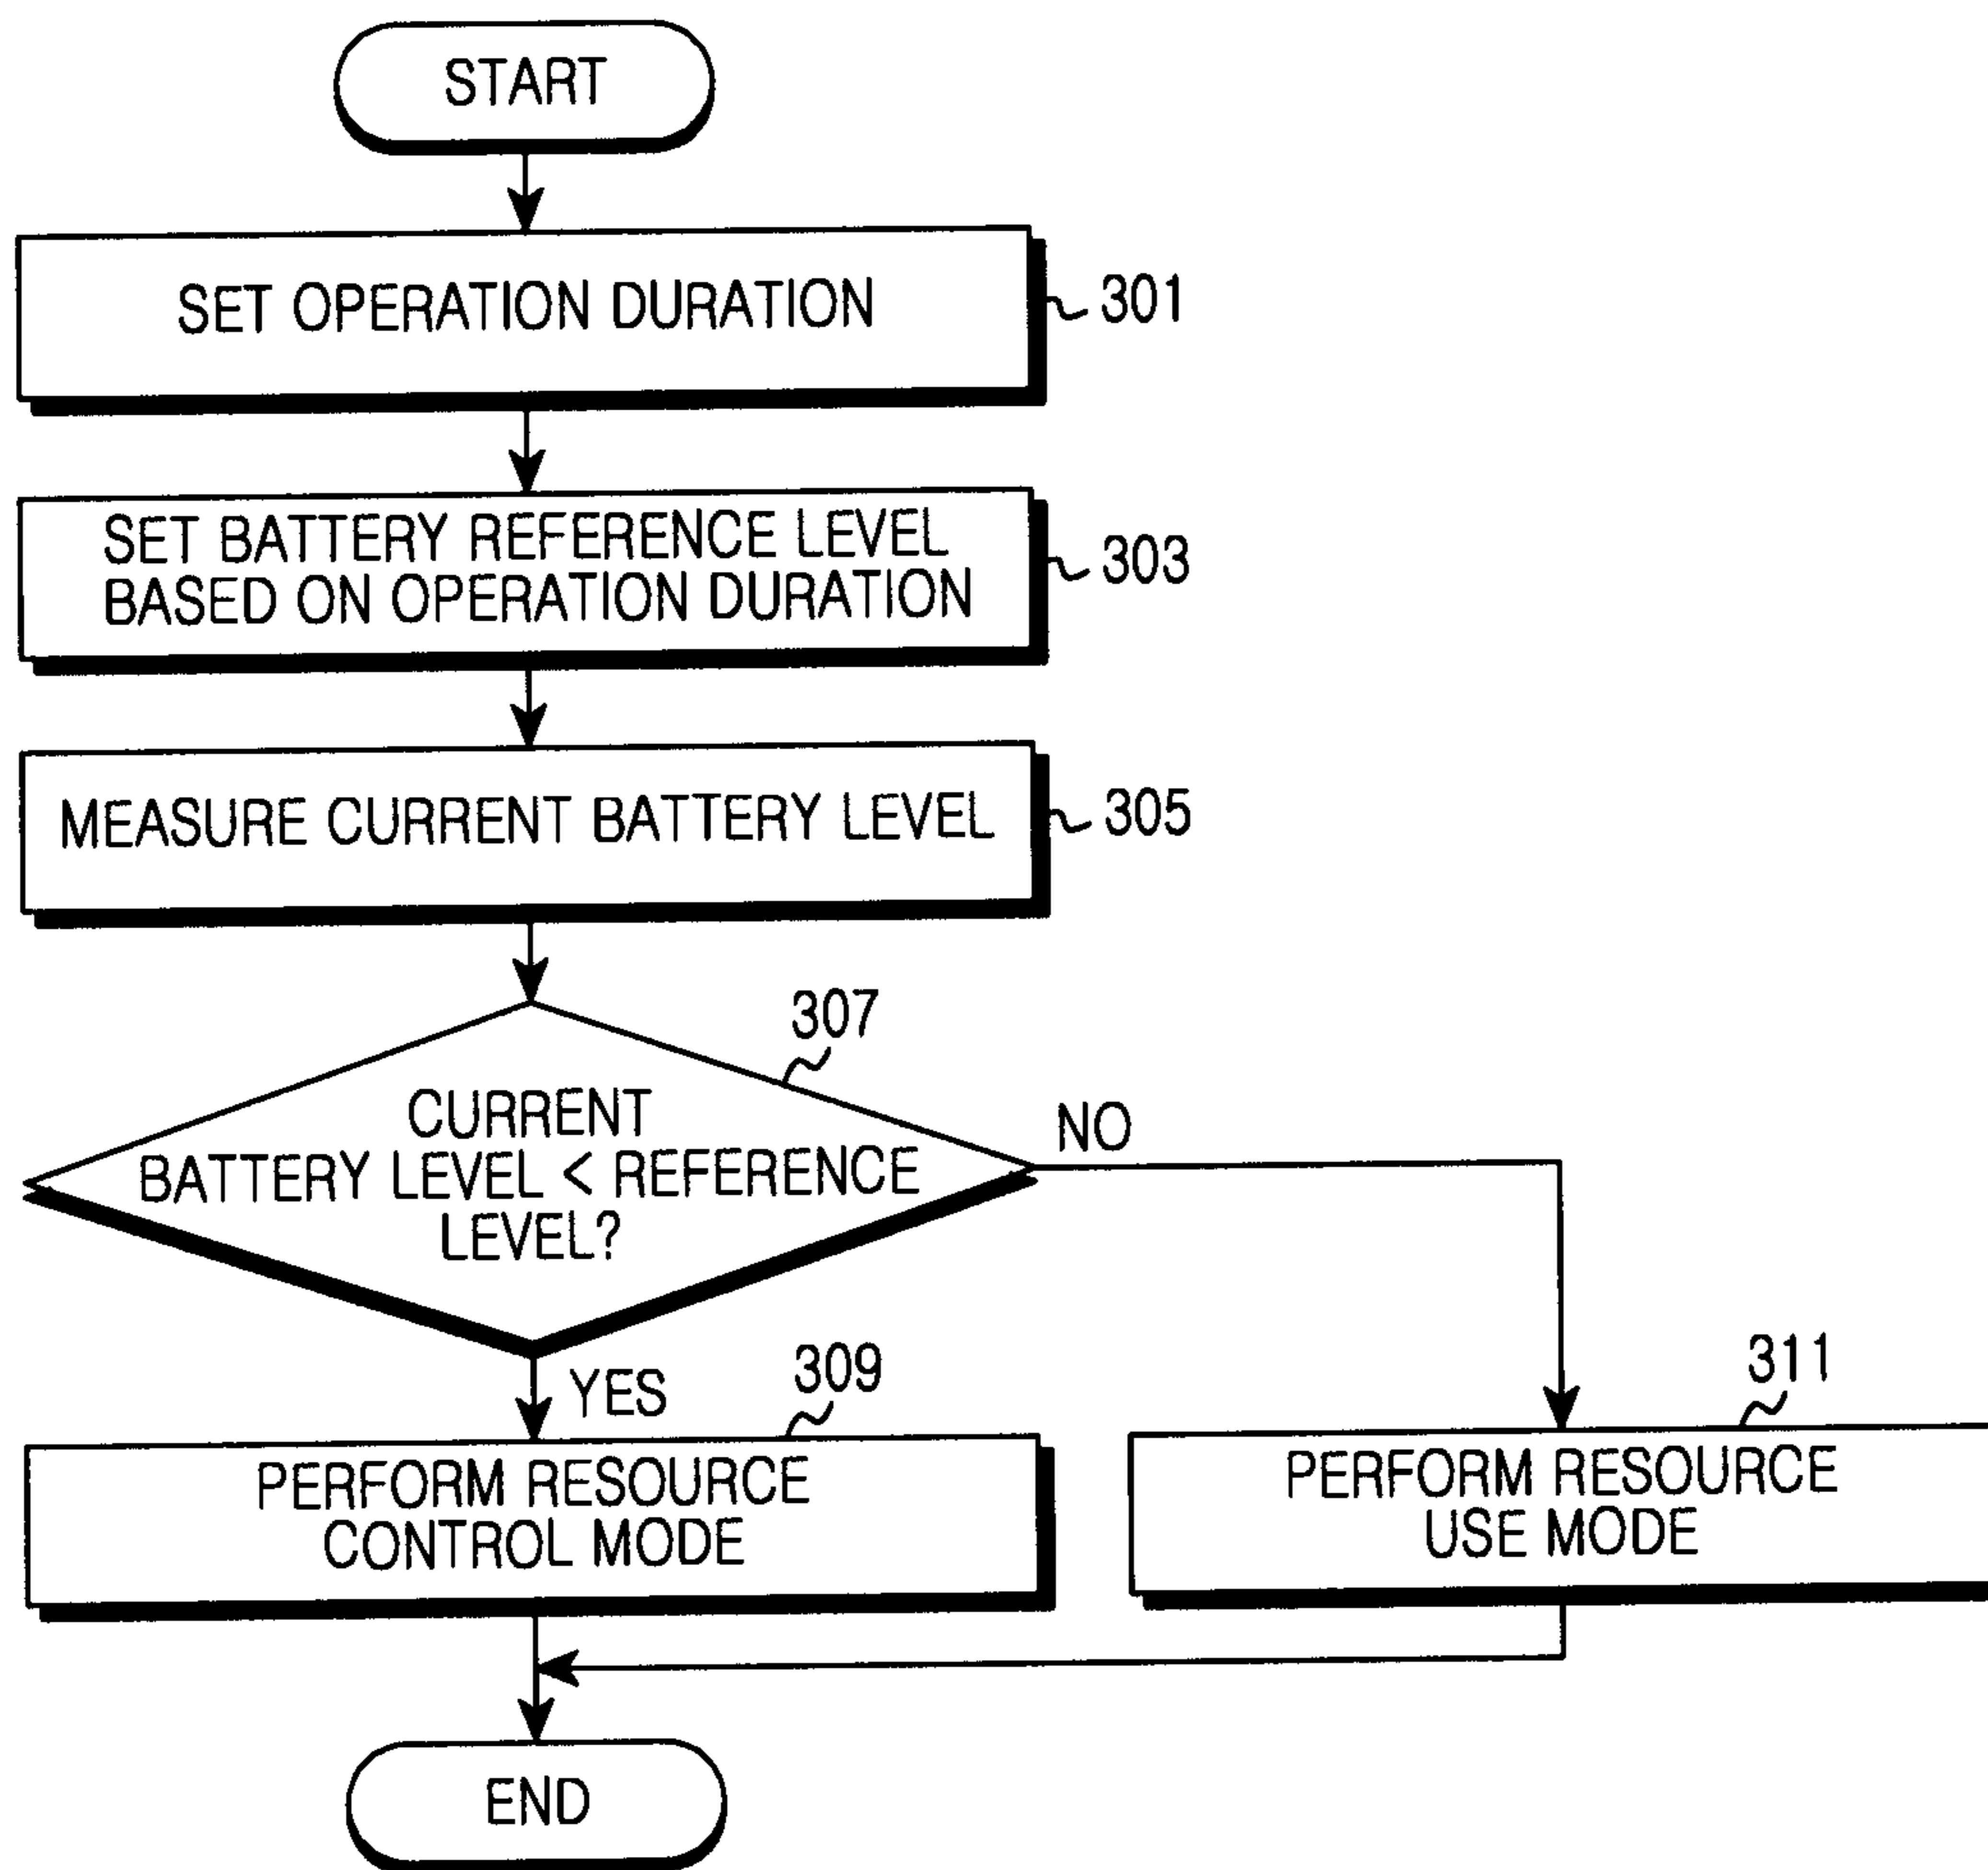 START
SET OPERATION DURATION
301
SET BATTERY REFERENCE LEVEL
BASED ON OPERATION DURATION
303
MEASURE CURRENT BATTERY LEVEL
305
307
CURRENT
BATTERY LEVEL < REFERENCE
LEVEL?
NO
YES
309
311
PERFORM RESOURCE
CONTROL MODE
PERFORM RESOURCE
USE MODE
END